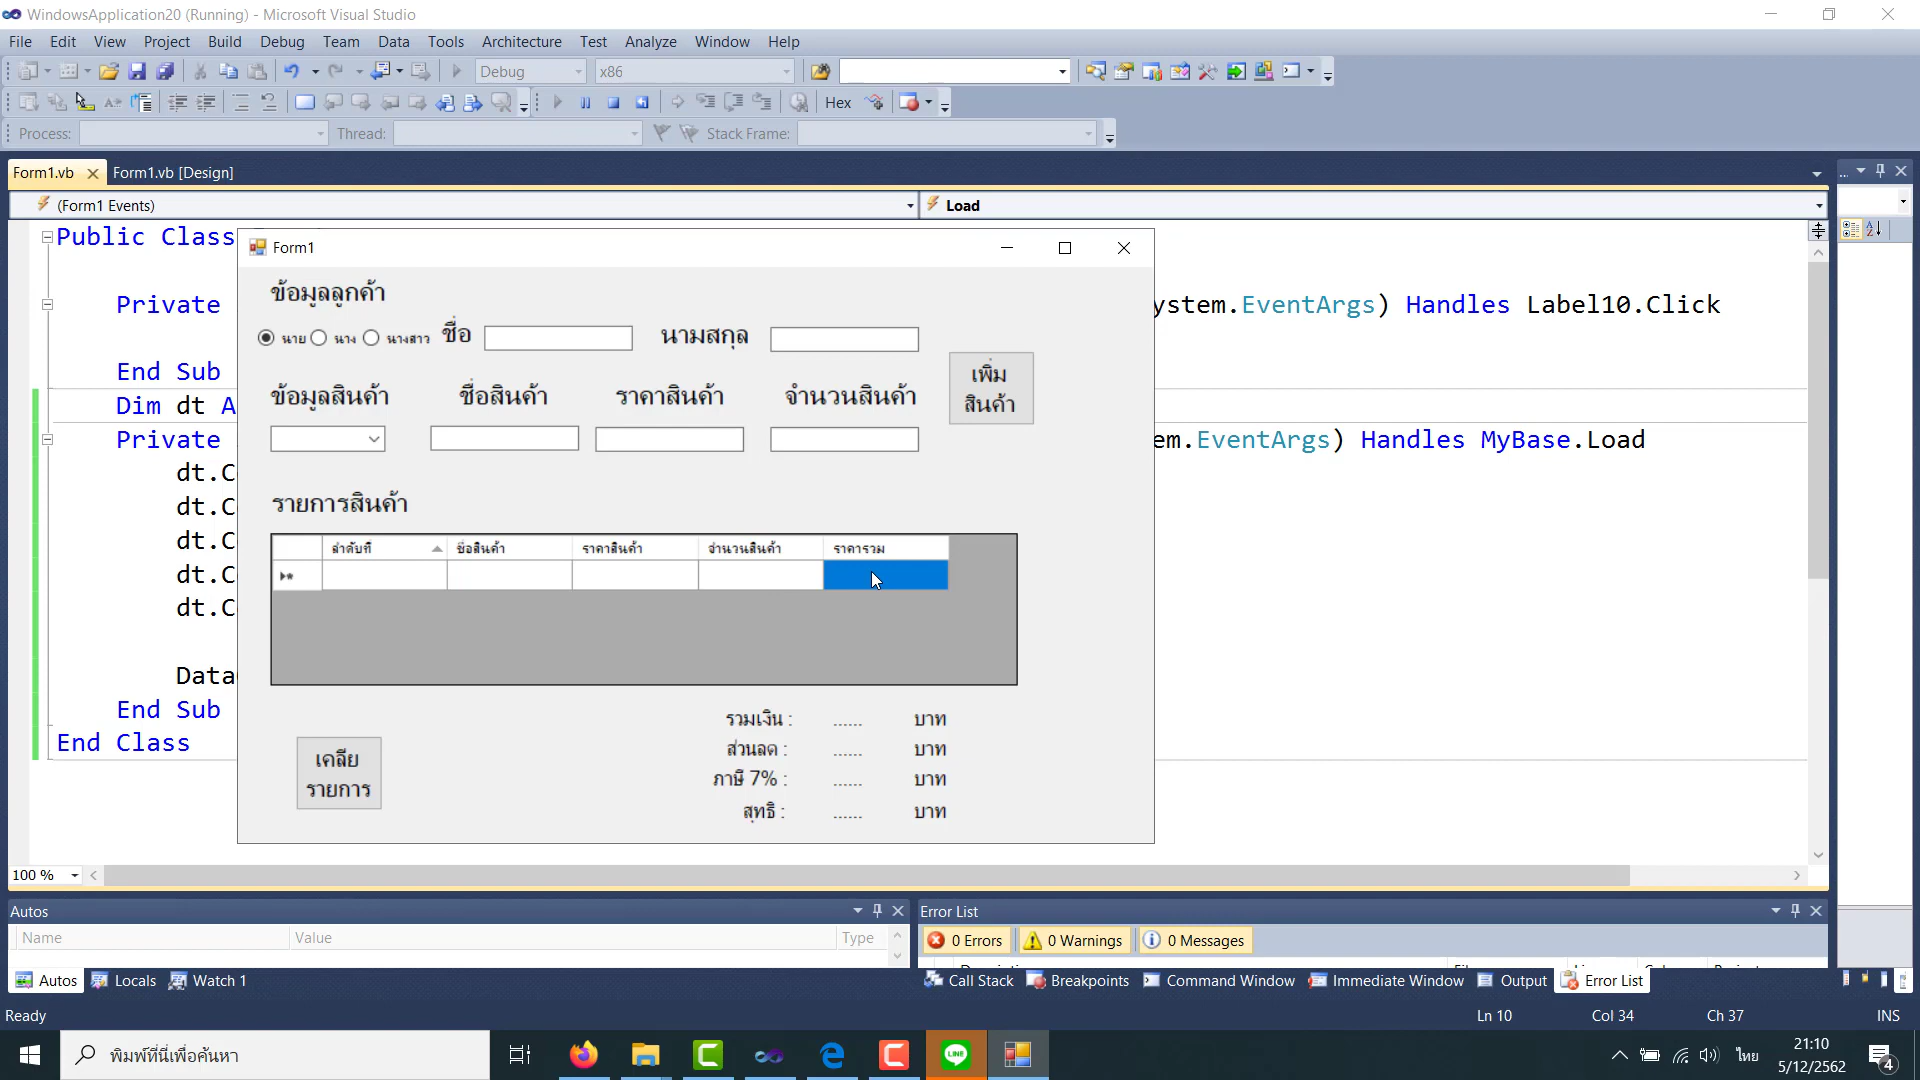 WindowsApplication20 (Running) - Microsoft Visual Studio
File Edit View Project Build Debug Team Data Tools Architecture Test Analyze Window Help
Debug x86
Hex
Process: Thread: Stack Frame:
Form1.vb Form1.vb [Design]
(Form1 Events) Load
Public Class
Form1
ข้อมูลลูกค้า
Private ystem.EventArgs) Handles Label10.Click
นาย นาง นางสาว ชื่อ นามสกุล
End Sub
เพิ่ม
สินค้า
ข้อมูลสินค้า ชื่อสินค้า ราคาสินค้า จำนวนสินค้า
Dim dt A
Private em.EventArgs) Handles MyBase.Load
dt.C
dt.C
dt.C
dt.C
dt.C
รายการสินค้า
ลำดับที่ ชื่อสินค้า ราคาสินค้า จำนวนสินค้า ราคารวม
Data
End Sub
End Class
รวมเงิน : ...... บาท
ส่วนลด : ...... บาท
ภาษี 7% : ...... บาท
สุทธิ : ...... บาท
เคลีย
รายการ
100 %
Autos
Name Value Type
Autos Locals Watch 1
Error List
0 Errors 0 Warnings 0 Messages
Call Stack Breakpoints Command Window Immediate Window Output Error List
Ready Ln 10 Col 34 Ch 37 INS
พิมพ์ที่นี่เพื่อค้นหา
LINE
ไทย
21:10
5/12/2562
4